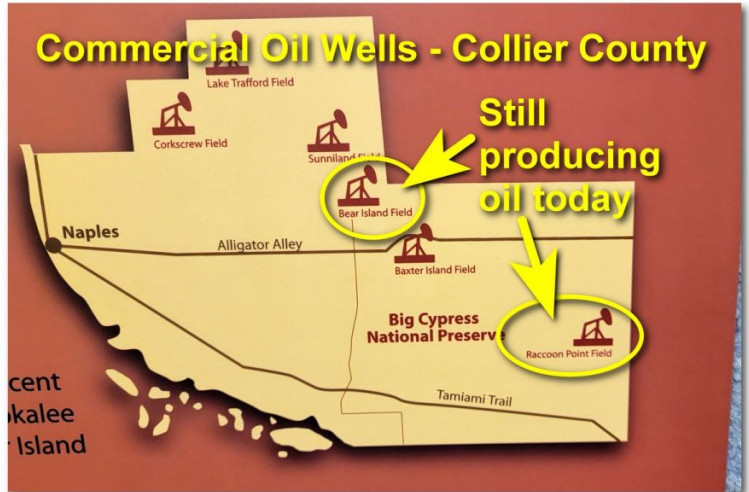 Commercial Oil Wells - Collier County
Lake Trafford Field
Still
producing
oil today
Corkscrew Field
Sunniland Field
Bear Island Field
Naples
Alligator Alley
Baxter Island Field
Big Cypress
National Preserve
Raccoon Point Field
Tamiami Trail
cent
okalee
Island